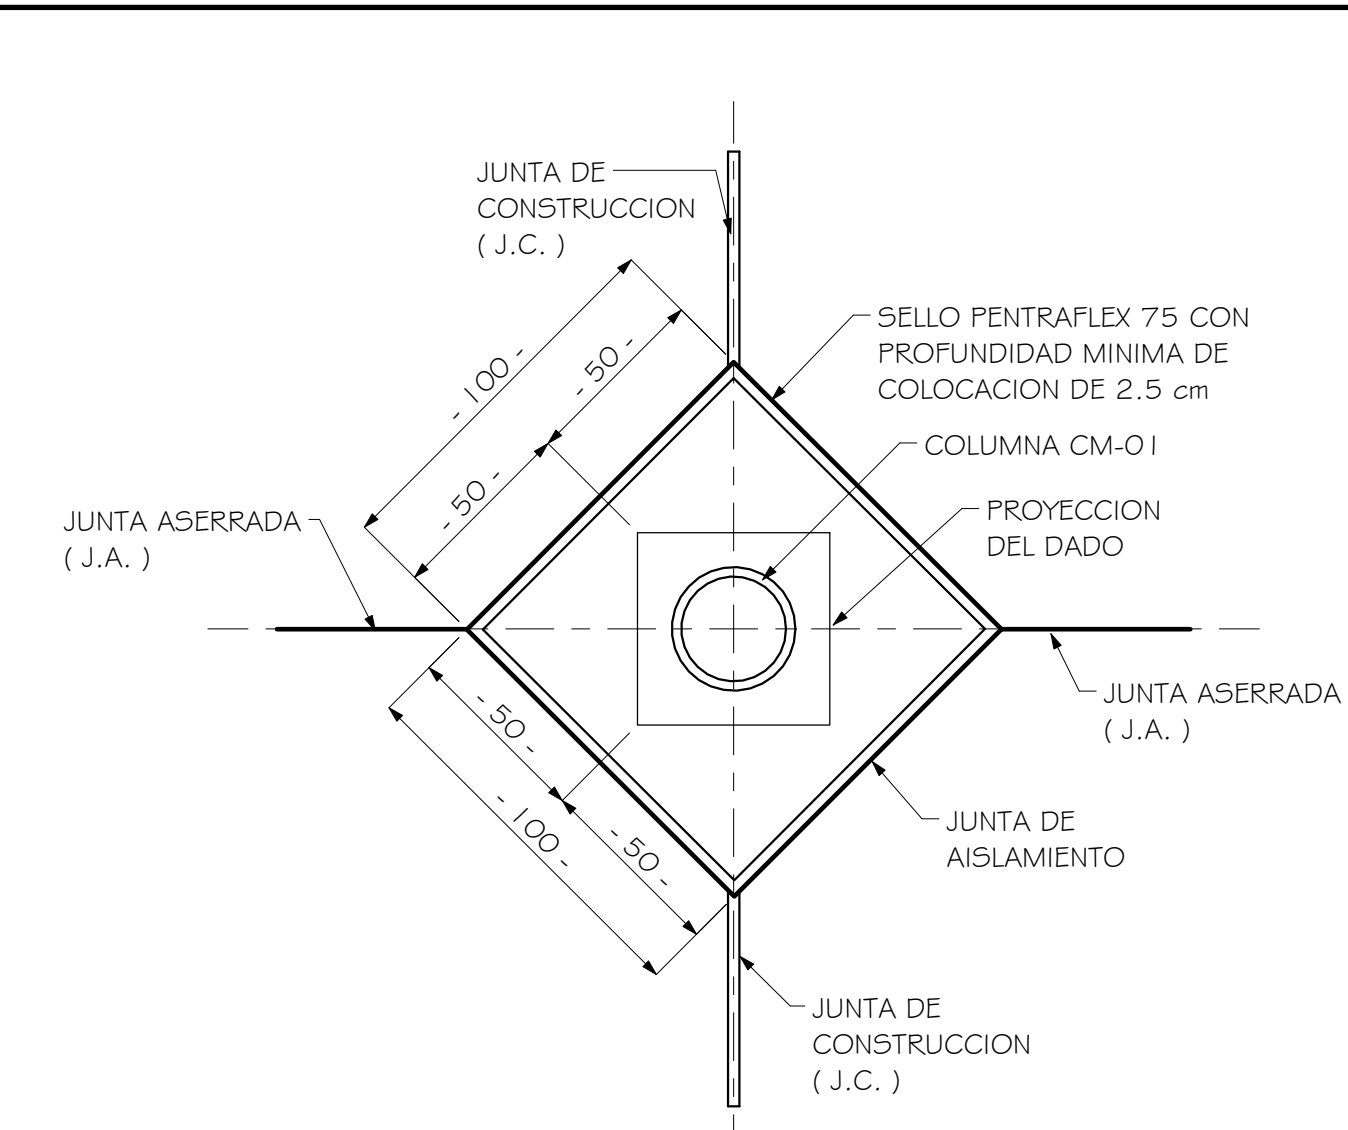 JUNTA DE
CONSTRUCCION
( J.C. )
SELLO PENTRAFLEX 75 CON
PROFUNDIDAD MINIMA DE
COLOCACION DE 2.5 cm
- 100 -
- 50 -
COLUMNA CM-01
- 50 -
JUNTA ASERRADA
( J.A. )
PROYECCION
DEL DADO
JUNTA ASERRADA
( J.A. )
- 50 -
- 100 -
- 50 -
JUNTA DE
AISLAMIENTO
JUNTA DE
CONSTRUCCION
( J.C. )